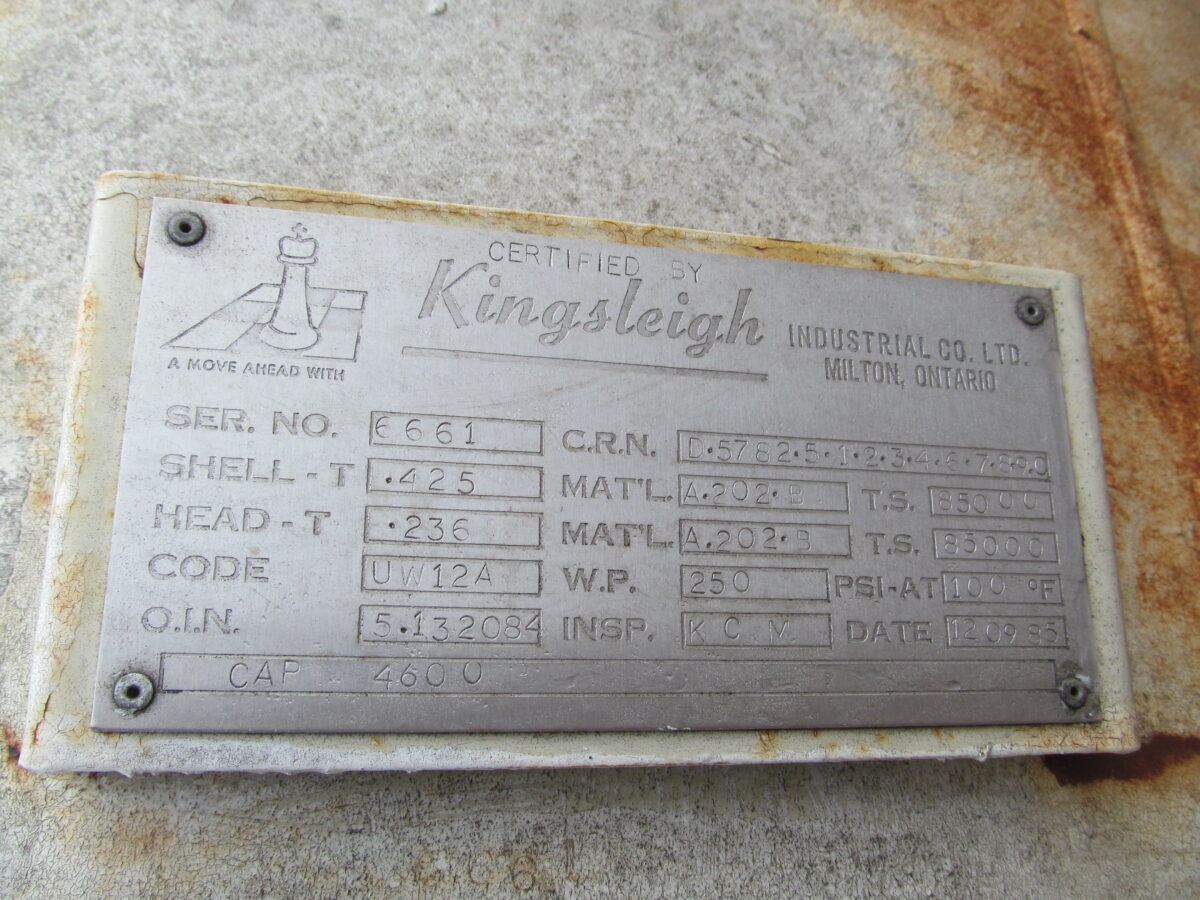 CERTIFIED BY
Kingsleigh INDUSTRIAL CO. LTD.
MILTON, ONTARIO
A MOVE AHEAD WITH
SER. NO. 6661 C.R.N. D.5782.5.1.2.3.4.6.7.8.9.0
SHELL - T .425 MAT'L. A.202.B T.S. 85000
HEAD - T .236 MAT'L. A.202.B T.S. 85000
CODE UW12A W.P. 250 PSI-AT 100 °F
O.I.N. 5.132084 INSP. K C M DATE 12 09 85
CAP 4600